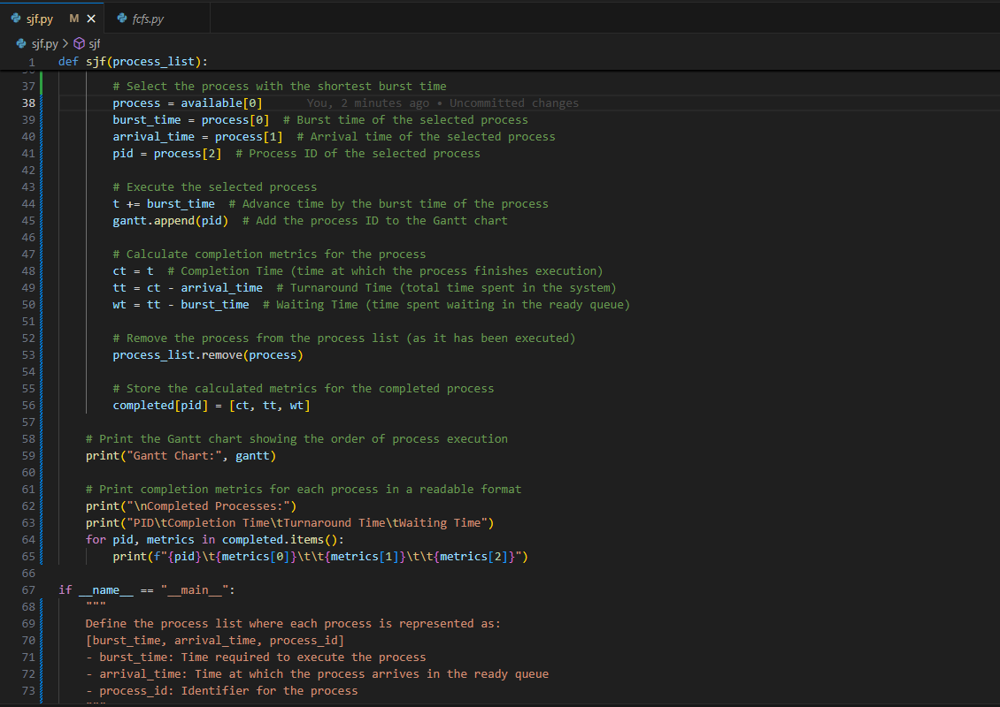 sjf.py M
fcfs.py
sjf.py > sjf
1 def sjf(process_list):
37 # Select the process with the shortest burst time
38 process = available[0] You, 2 minutes ago • Uncommitted changes
39 burst_time = process[0]  # Burst time of the selected process
40 arrival_time = process[1]  # Arrival time of the selected process
41 pid = process[2]  # Process ID of the selected process
42
43 # Execute the selected process
44 t += burst_time  # Advance time by the burst time of the process
45 gantt.append(pid)  # Add the process ID to the Gantt chart
46
47 # Calculate completion metrics for the process
48 ct = t  # Completion Time (time at which the process finishes execution)
49 tt = ct - arrival_time  # Turnaround Time (total time spent in the system)
50 wt = tt - burst_time  # Waiting Time (time spent waiting in the ready queue)
51
52 # Remove the process from the process list (as it has been executed)
53 process_list.remove(process)
54
55 # Store the calculated metrics for the completed process
56 completed[pid] = [ct, tt, wt]
57
58 # Print the Gantt chart showing the order of process execution
59 print("Gantt Chart:", gantt)
60
61 # Print completion metrics for each process in a readable format
62 print("\nCompleted Processes:")
63 print("PID\tCompletion Time\tTurnaround Time\tWaiting Time")
64 for pid, metrics in completed.items():
65 print(f"{pid}\t{metrics[0]}\t\t{metrics[1]}\t\t{metrics[2]}")
66
67 if __name__ == "__main__":
68 """
69 Define the process list where each process is represented as:
70 [burst_time, arrival_time, process_id]
71 - burst_time: Time required to execute the process
72 - arrival_time: Time at which the process arrives in the ready queue
73 - process_id: Identifier for the process